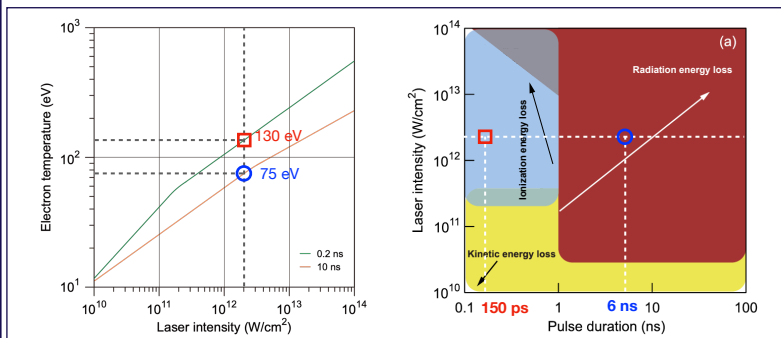 10³
10²
10¹
Electron temperature (eV)
130 eV
75 eV
0.2 ns
10 ns
10¹⁰ 10¹¹ 10¹² 10¹³ 10¹⁴
Laser intensity (W/cm²)
(a)
10¹⁴
10¹³
10¹²
10¹¹
10¹⁰
Laser intensity (W/cm²)
Radiation energy loss
Ionization energy loss
Kinetic energy loss
0.1 1 10 100
150 ps 6 ns
Pulse duration (ns)